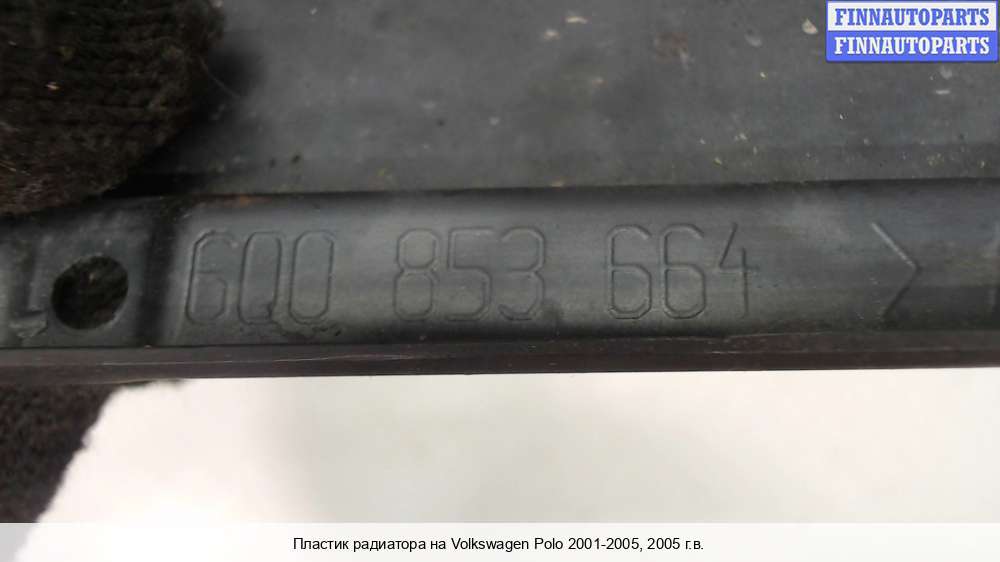 FINNAUTOPARTS
FINNAUTOPARTS
6Q0 853 664 >
Пластик радиатора на Volkswagen Polo 2001-2005, 2005 г.в.